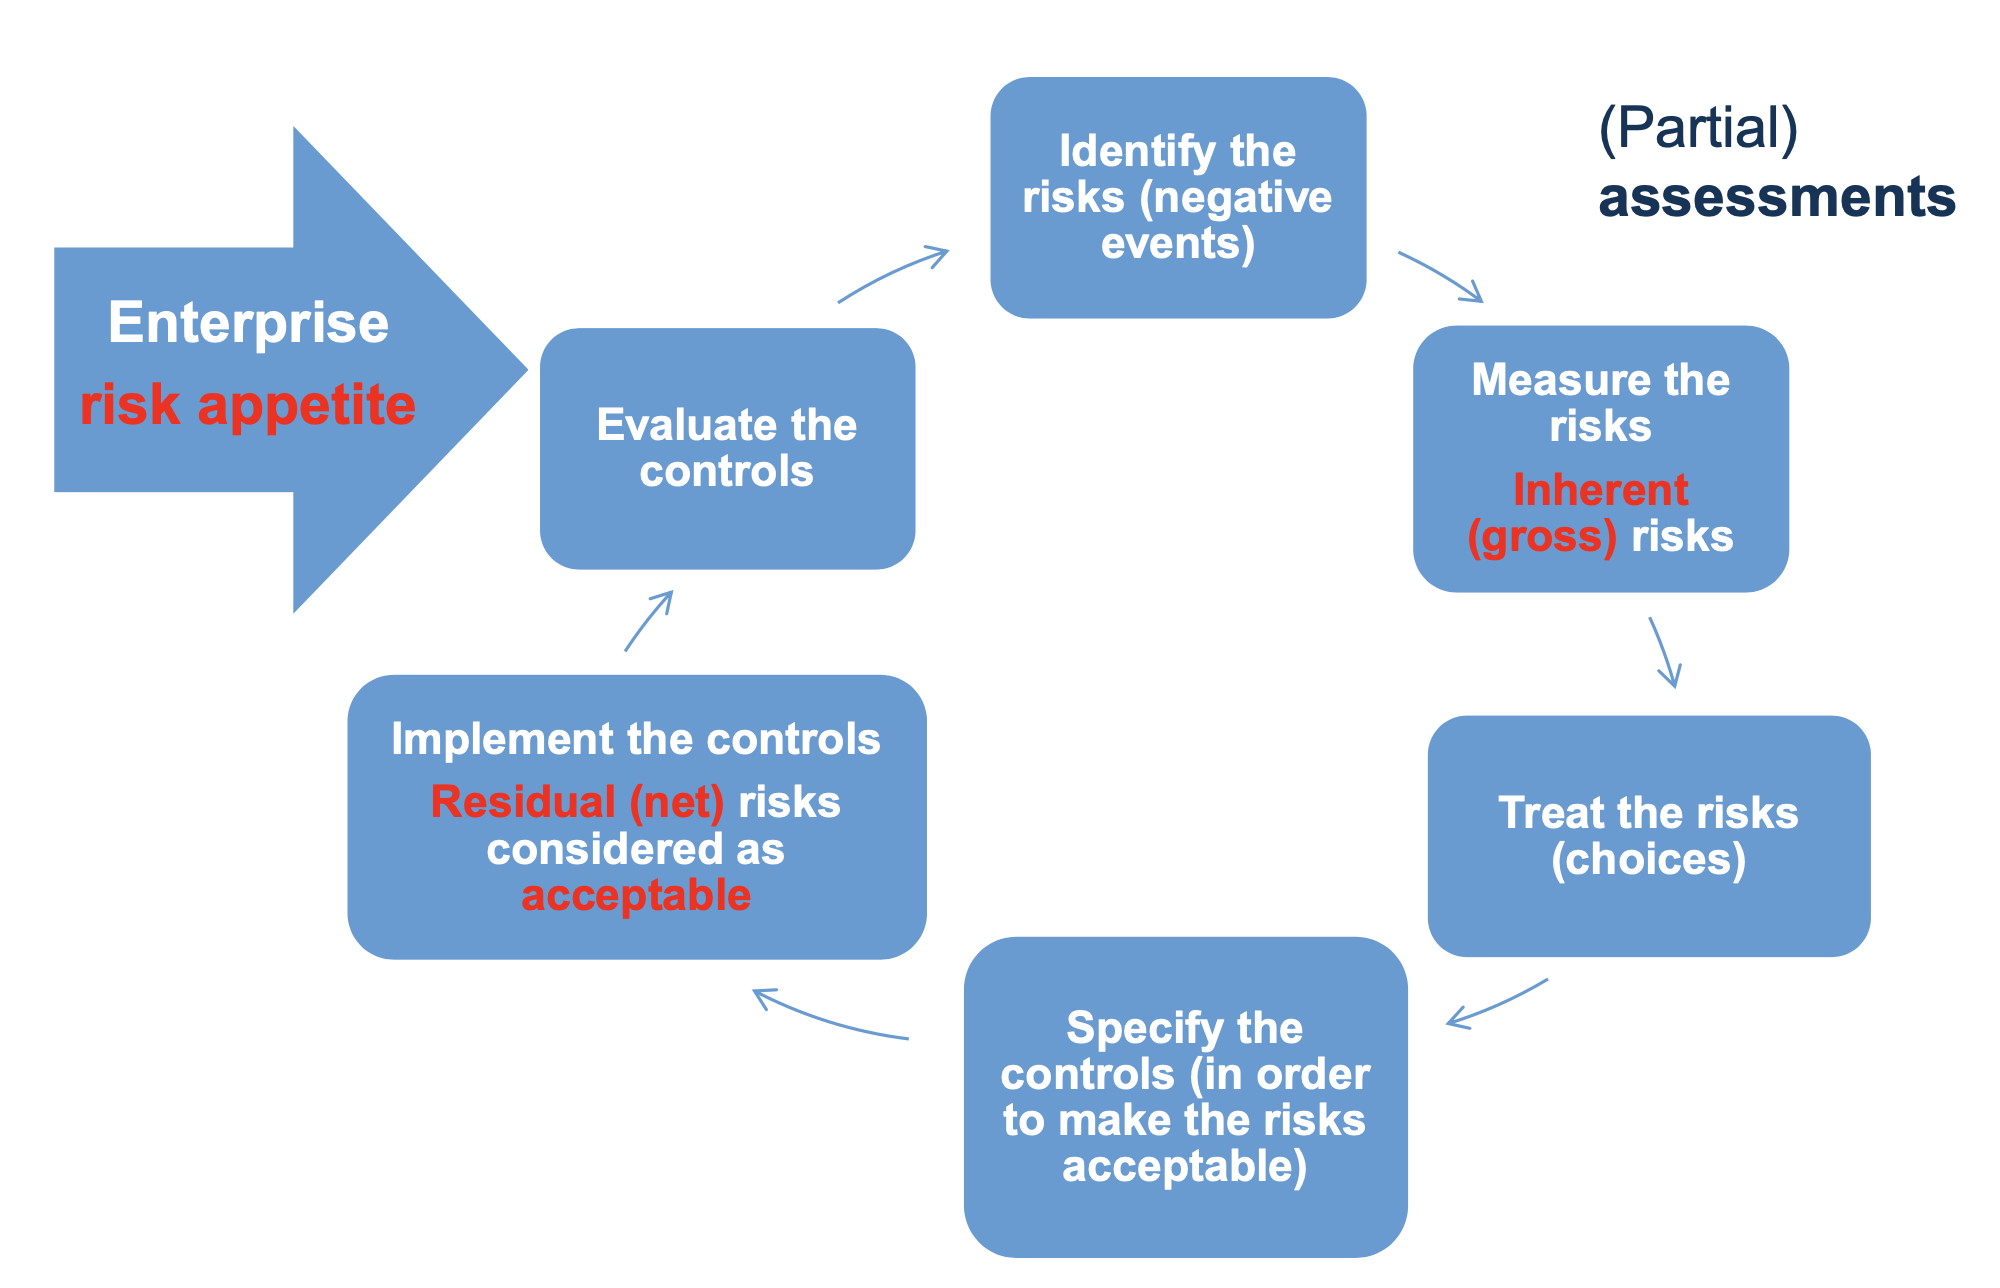 Enterprise
risk appetite
Identify the
risks (negative
events)
(Partial)
assessments
Measure the
risks
Inherent
(gross) risks
Treat the risks
(choices)
Specify the
controls (in order
to make the risks
acceptable)
Implement the controls
Residual (net) risks
considered as
acceptable
Evaluate the
controls